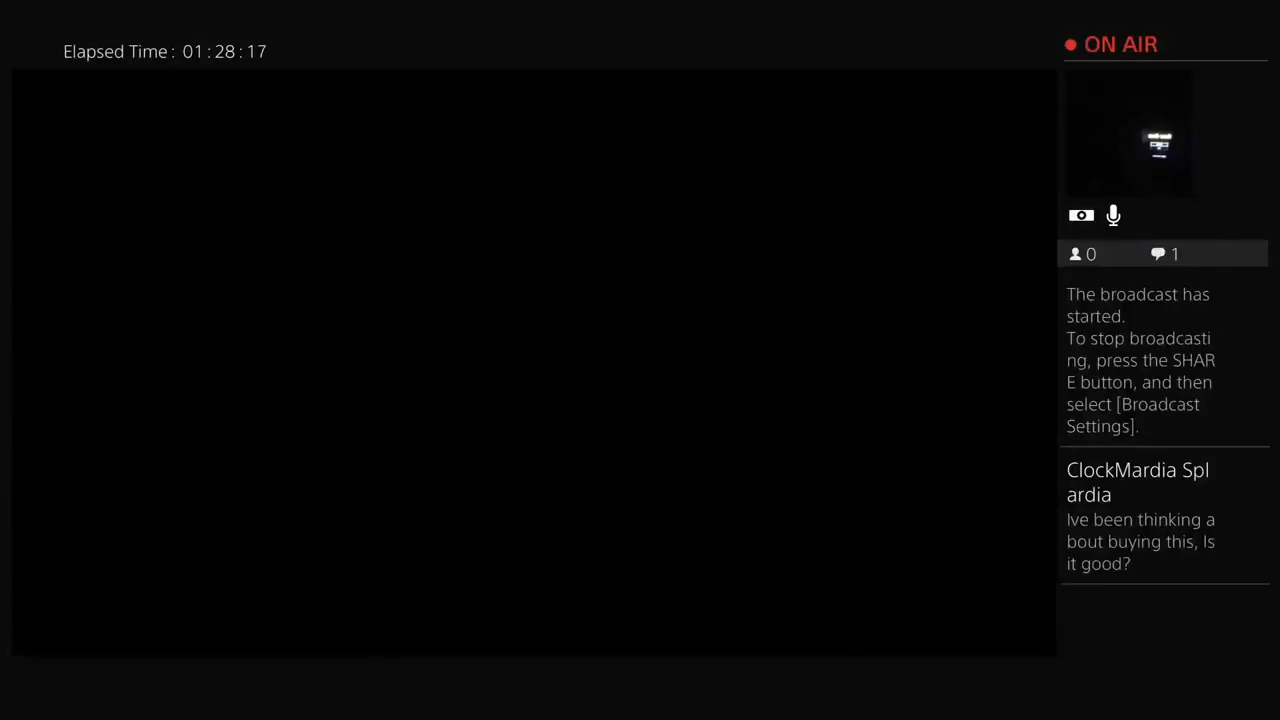 Elapsed Time: 01:28:17
ON AIR
0 1
The broadcast has
started.
To stop broadcasti
ng, press the SHAR
E button, and then
select [Broadcast
Settings].
ClockMardia Spl
ardia
Ive been thinking a
bout buying this, Is
it good?